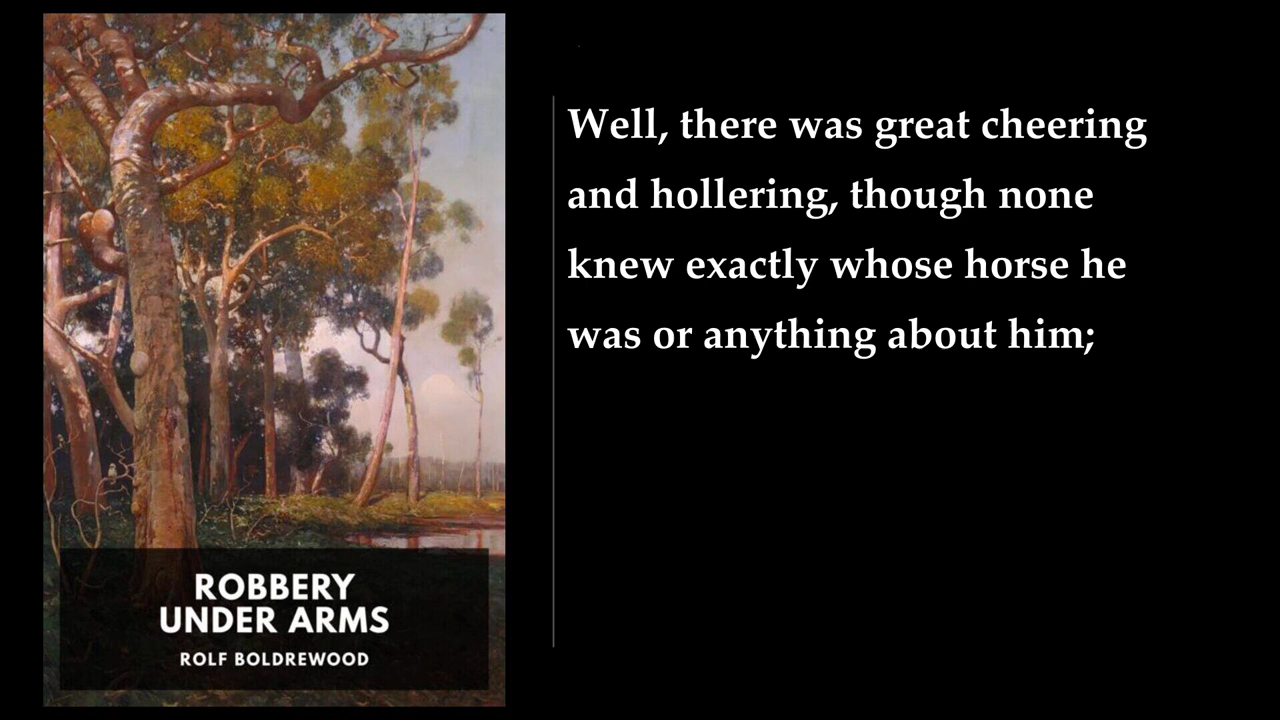 Well, there was great cheering
and hollering, though none
knew exactly whose horse he
was or anything about him;
ROBBERY
UNDER ARMS
ROLF BOLDREWOOD